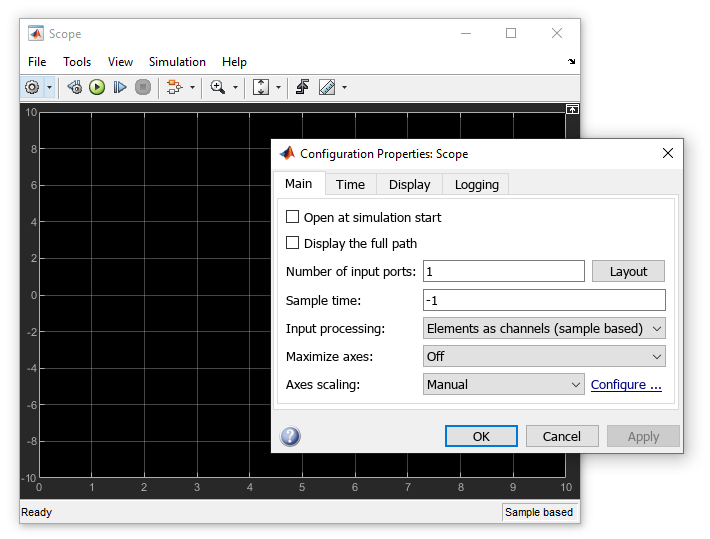 Scope
File Tools View Simulation Help
10
8
6
4
2
0
-2
-4
-6
-8
-10
0 1 2 3 4 5 6 7 8 9 10
Ready
Sample based
Configuration Properties: Scope
Main Time Display Logging
Open at simulation start
Display the full path
Number of input ports: 1 Layout
Sample time: -1
Input processing: Elements as channels (sample based)
Maximize axes: Off
Axes scaling: Manual Configure ...
? OK Cancel Apply